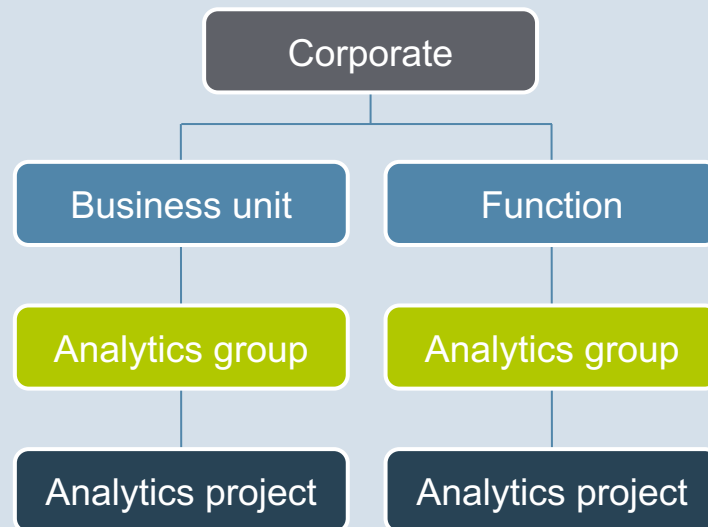 Corporate
Business unit
Function
Analytics group
Analytics group
Analytics project
Analytics project